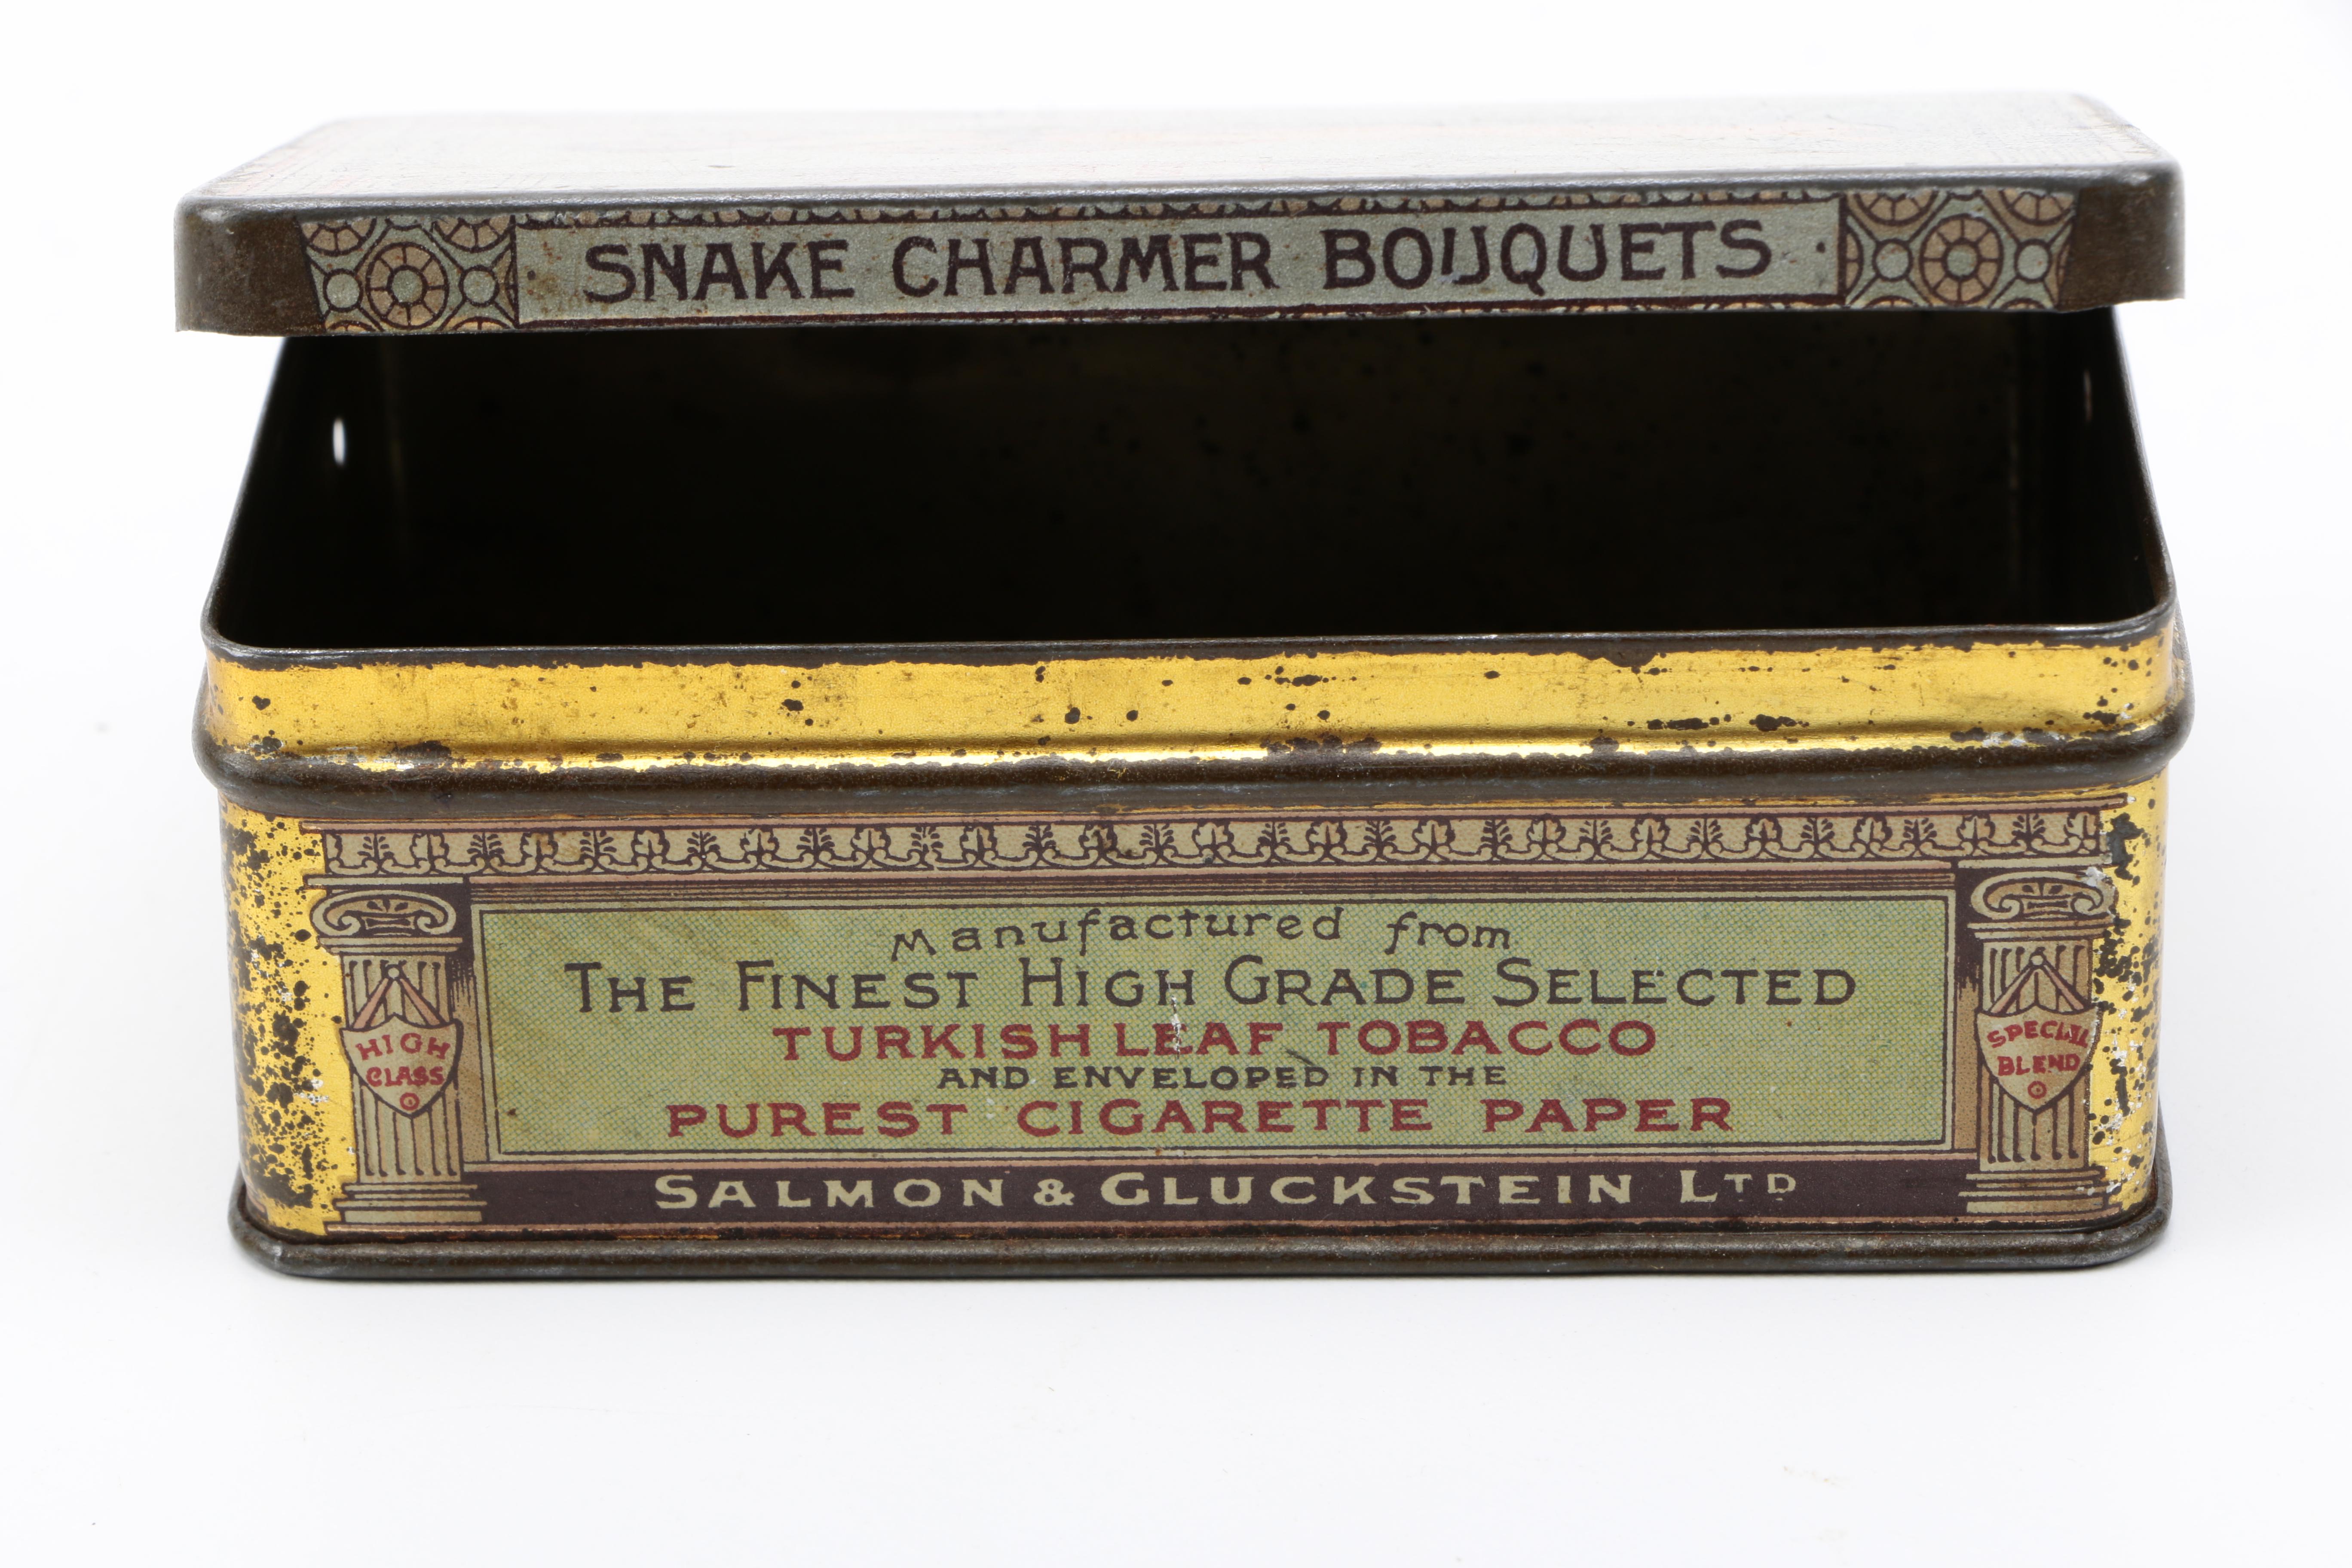 SNAKE CHARMER BOUQUETS
Manufactured from
THE FINEST HIGH GRADE SELECTED
TURKISH LEAF TOBACCO
AND ENVELOPED IN THE
PUREST CIGARETTE PAPER
HIGH
CLASS
SPECIAL
BLEND
SALMON & GLUCKSTEIN LTD